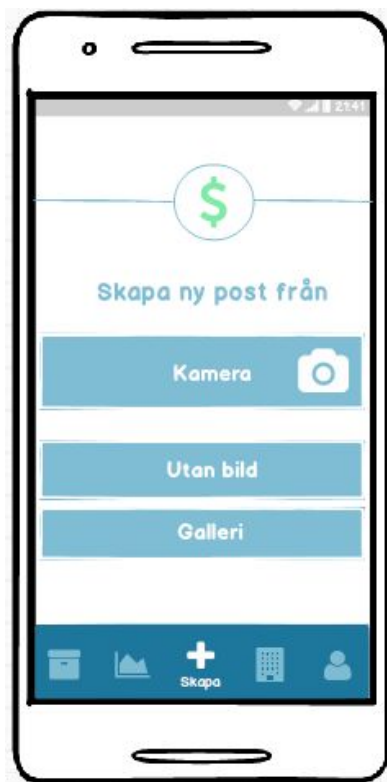 21:41
$
Skapa ny post från
Kamera
Utan bild
Galleri
Skapa